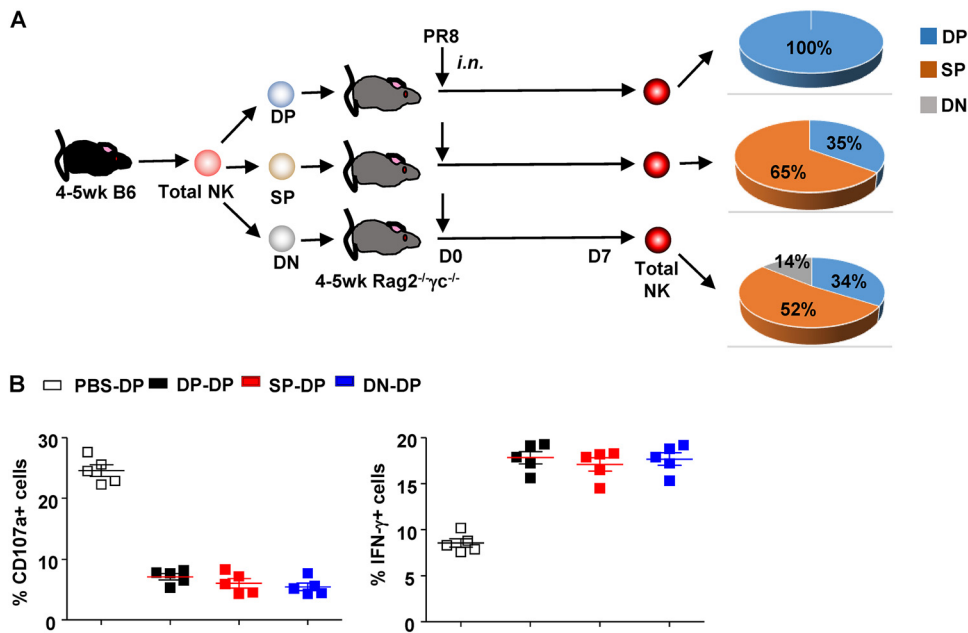 A
PR8
i.n.
100%
DP
SP
DN
DP
35%
65%
4-5wk B6
Total NK
SP
DN
D0
D7
Total
NK
14%
34%
52%
4-5wk Rag2-/-γc-/-
B
PBS-DP
DP-DP
SP-DP
DN-DP
% CD107a+ cells
30
20
10
0
% IFN-γ+ cells
20
15
10
5
0